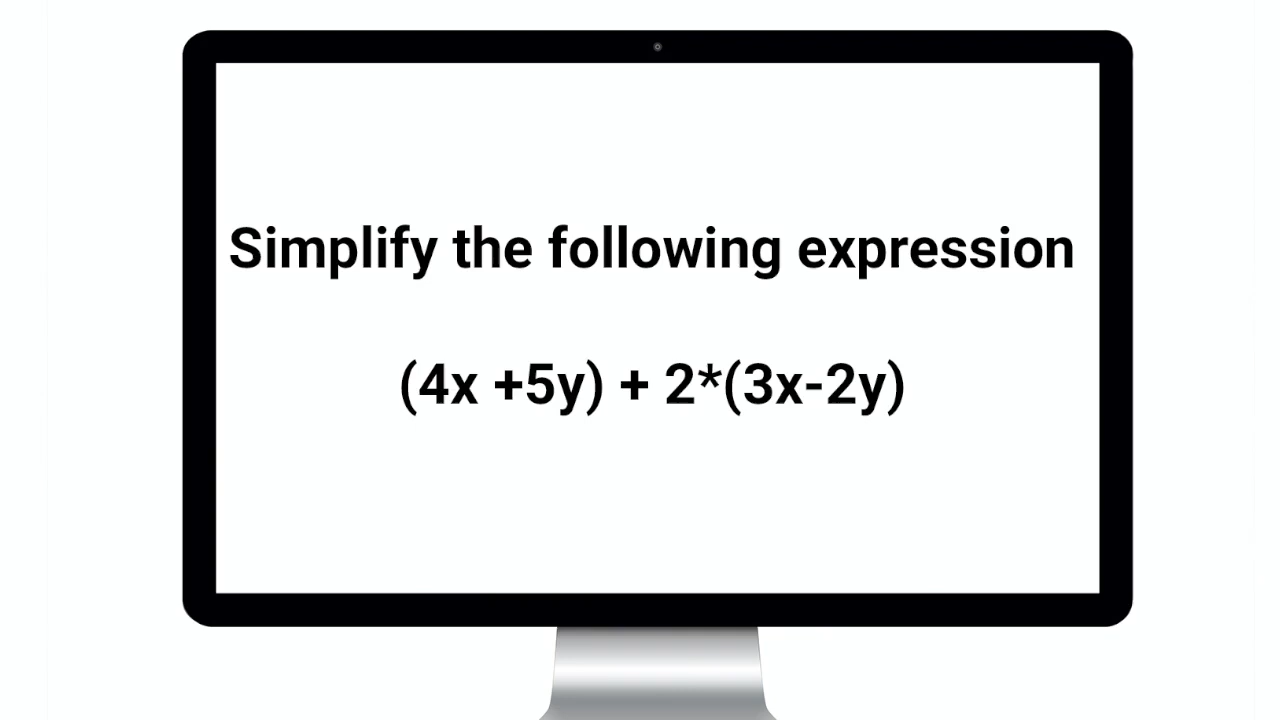 Simplify the following expression
(4x +5y) + 2*(3x-2y)